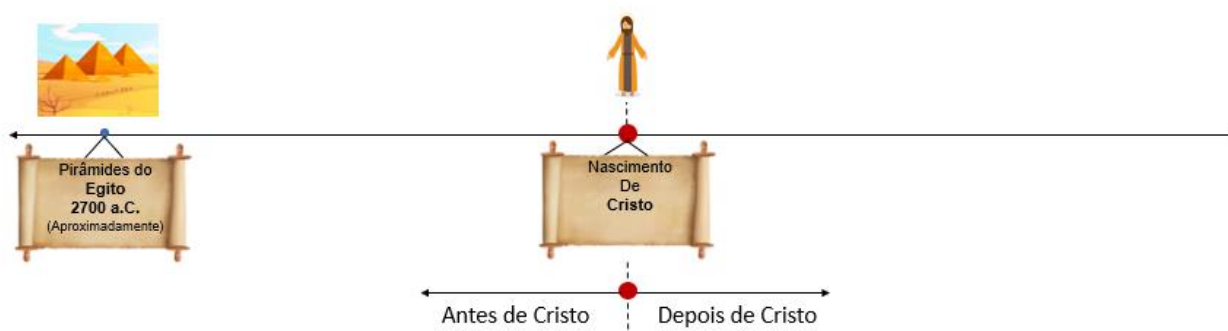 Pirâmides do
Egito
2700 a.C.
(Aproximadamente)
Nascimento
De
Cristo
Antes de Cristo
Depois de Cristo